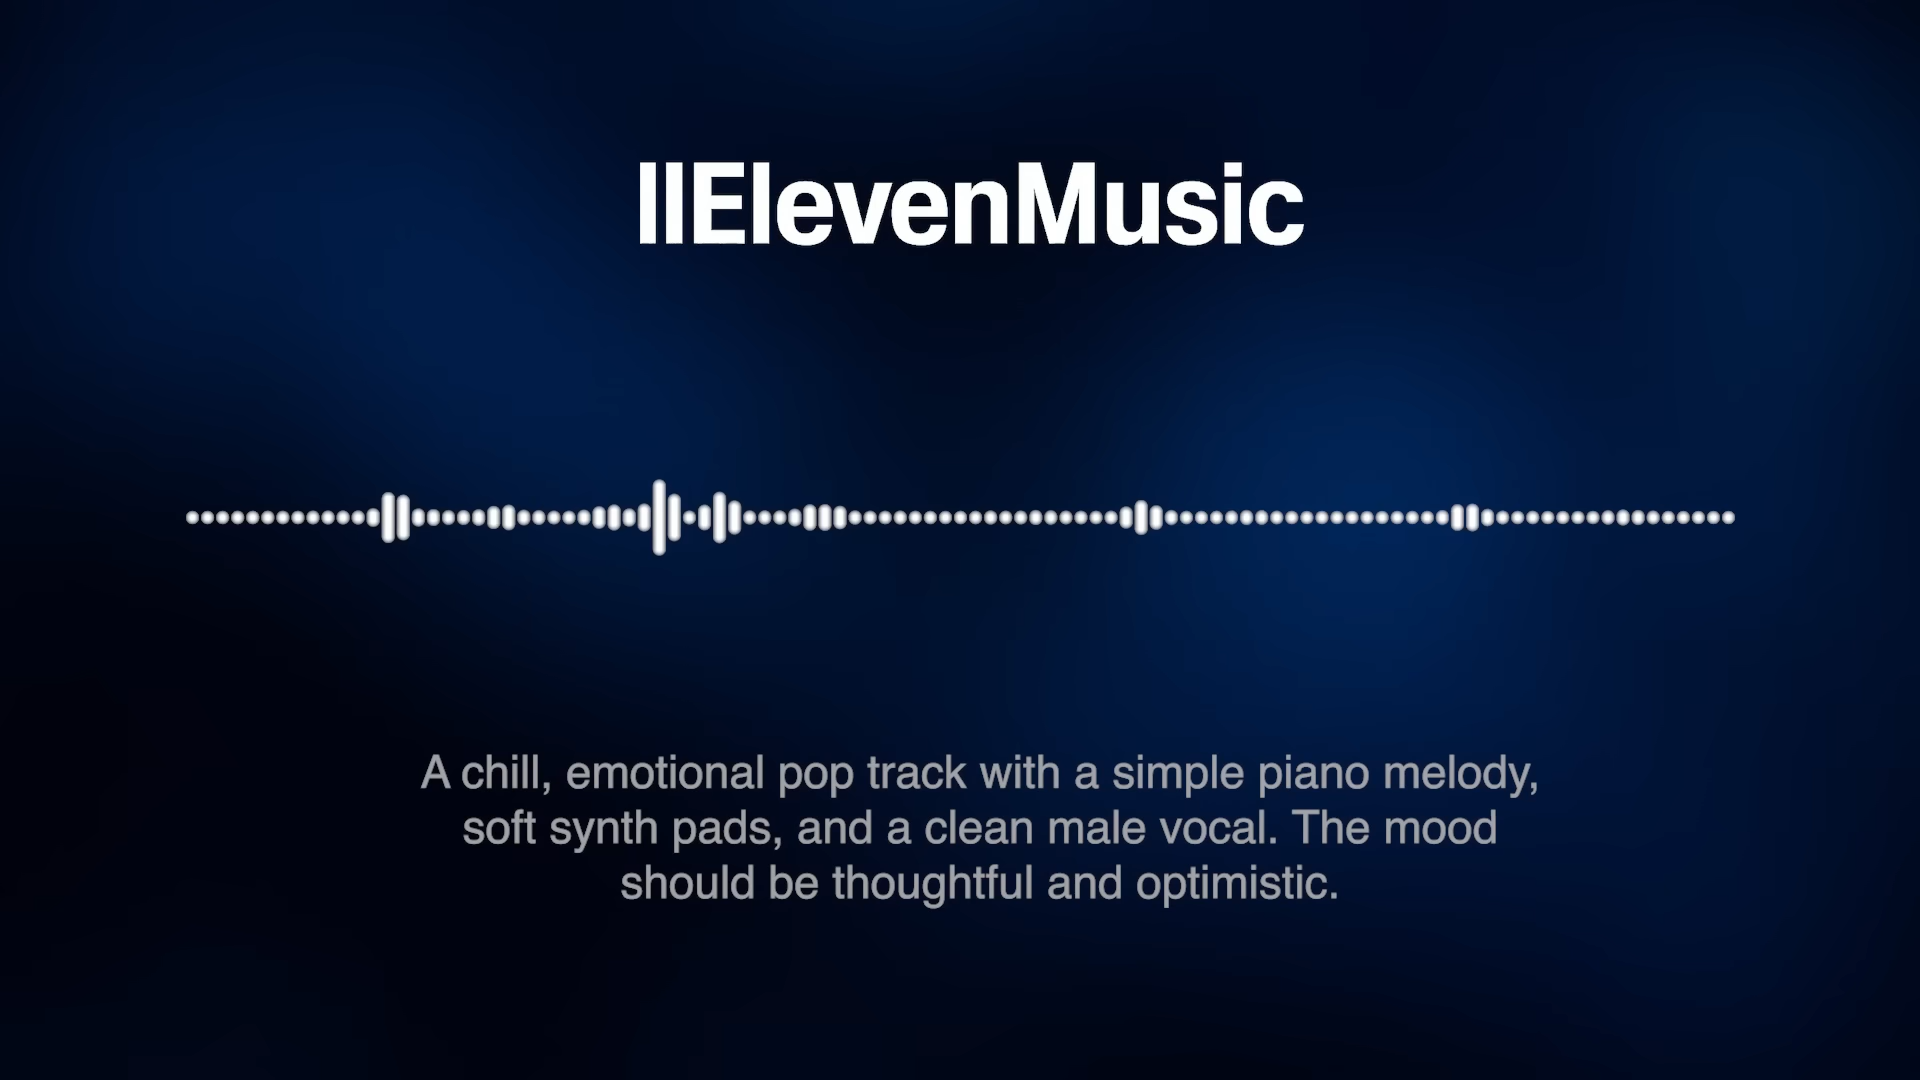 IIElevenMusic
A chill, emotional pop track with a simple piano melody,
soft synth pads, and a clean male vocal. The mood
should be thoughtful and optimistic.